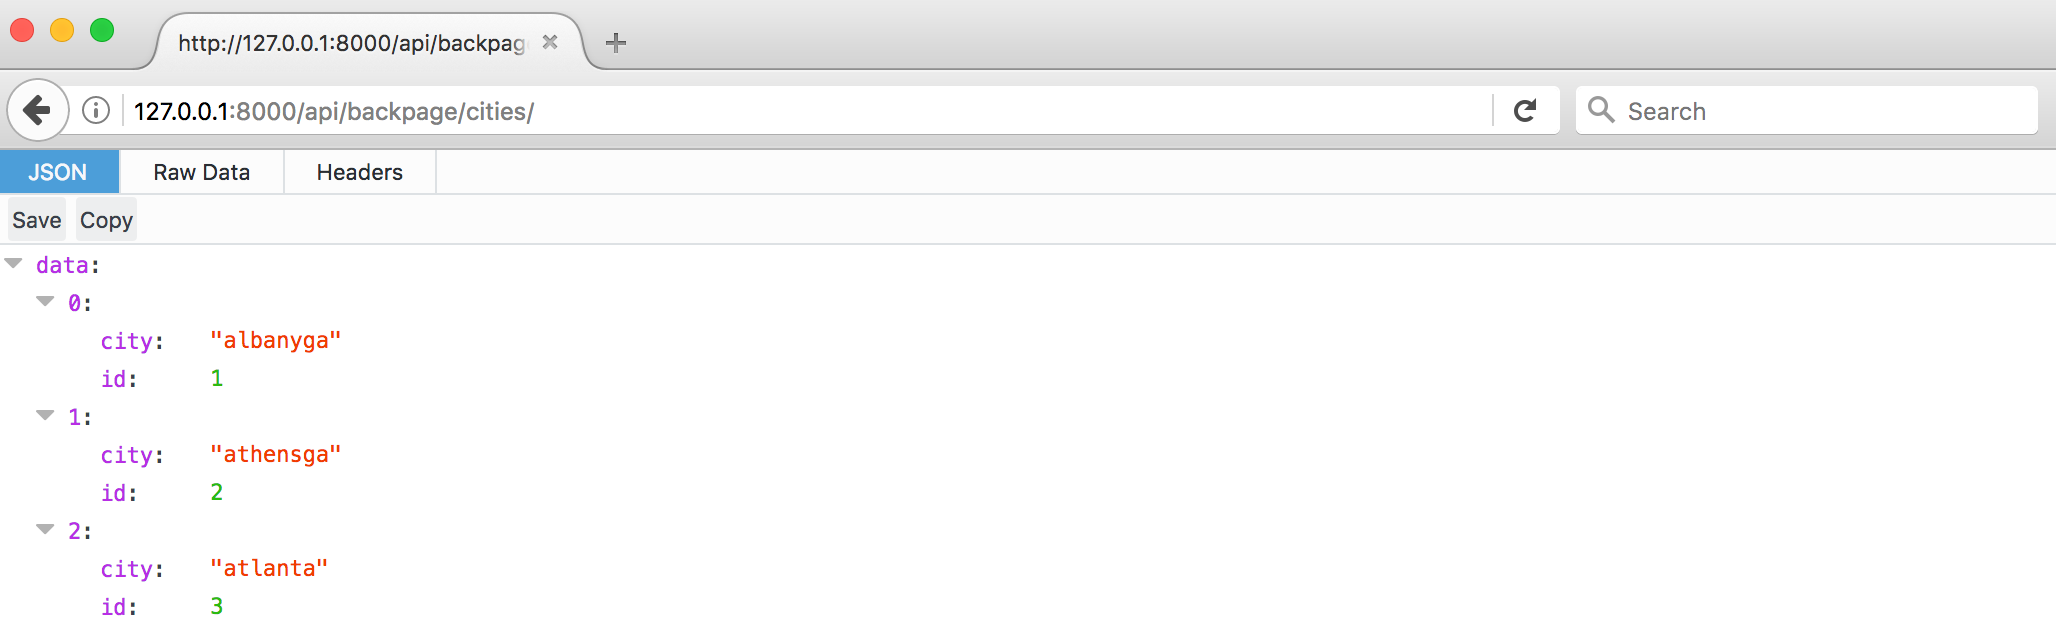 http://127.0.0.1:8000/api/backpag
127.0.0.1:8000/api/backpage/cities/
Search
JSON Raw Data Headers
Save Copy
data:
0:
city: "albanyga"
id: 1
1:
city: "athensga"
id: 2
2:
city: "atlanta"
id: 3